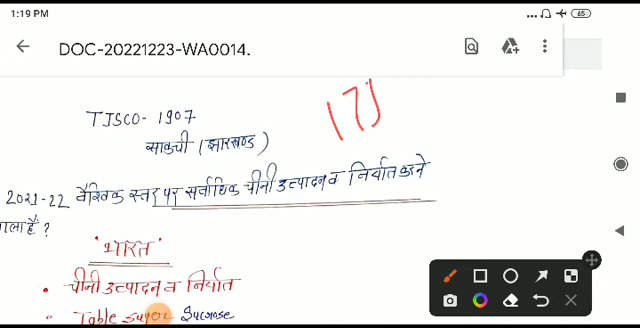 1:19 PM
65
DOC-20221223-WA0014.
TISCO- 1907
साकची (झारखण्ड)
17)
2021-22 वैश्विक स्तर पर सर्वाधिक चीनी उत्पादन व निर्यात करने
वाला है ?
'भारत'
• चीनी उत्पादन व निर्यात
" Table sugar Sucrose